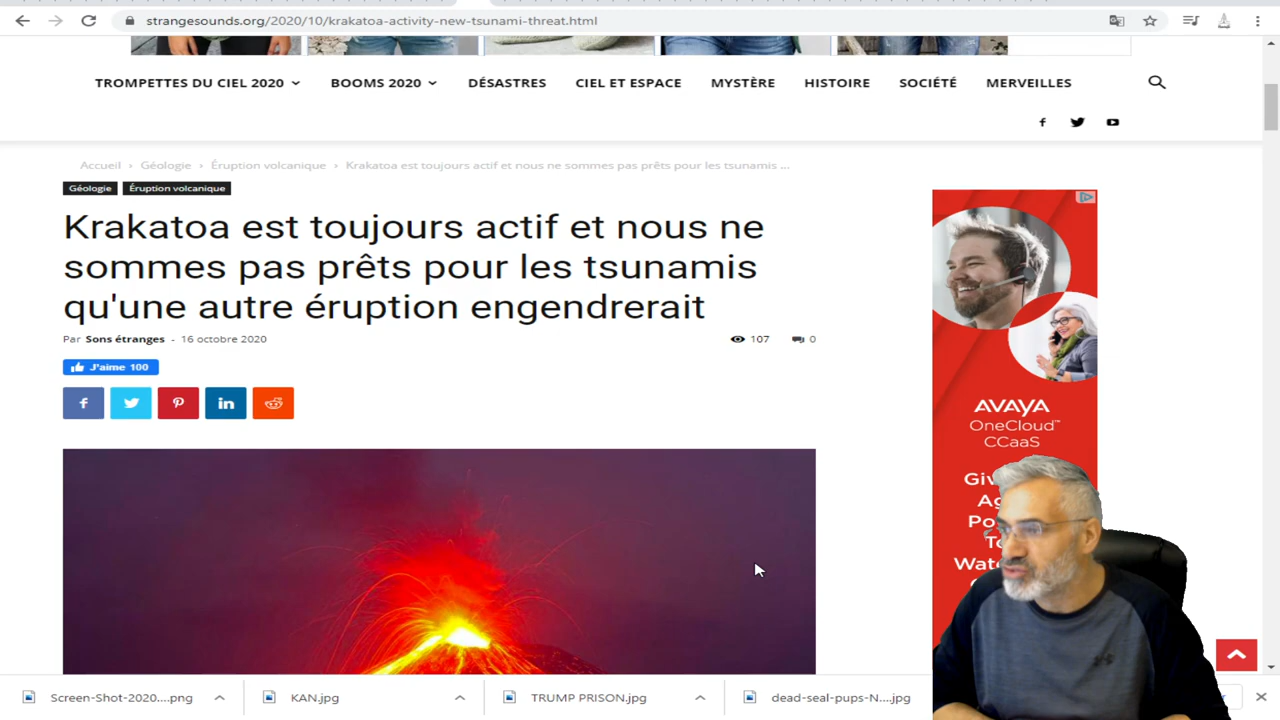 strangesounds.org/2020/10/krakatoa-activity-new-tsunami-threat.html
TROMPETTES DU CIEL 2020 BOOMS 2020 DÉSASTRES CIEL ET ESPACE MYSTÈRE HISTOIRE SOCIÉTÉ MERVEILLES
Accueil › Géologie › Éruption volcanique › Krakatoa est toujours actif et nous ne sommes pas prêts pour les tsunamis ...
Géologie Éruption volcanique
Krakatoa est toujours actif et nous ne
sommes pas prêts pour les tsunamis
qu'une autre éruption engendrerait
Par Sons étranges - 16 octobre 2020 107 0
J'aime 100
AVAYA
OneCloud™
CCaaS
Screen-Shot-2020....png KAN.jpg TRUMP PRISON.jpg dead-seal-pups-N....jpg